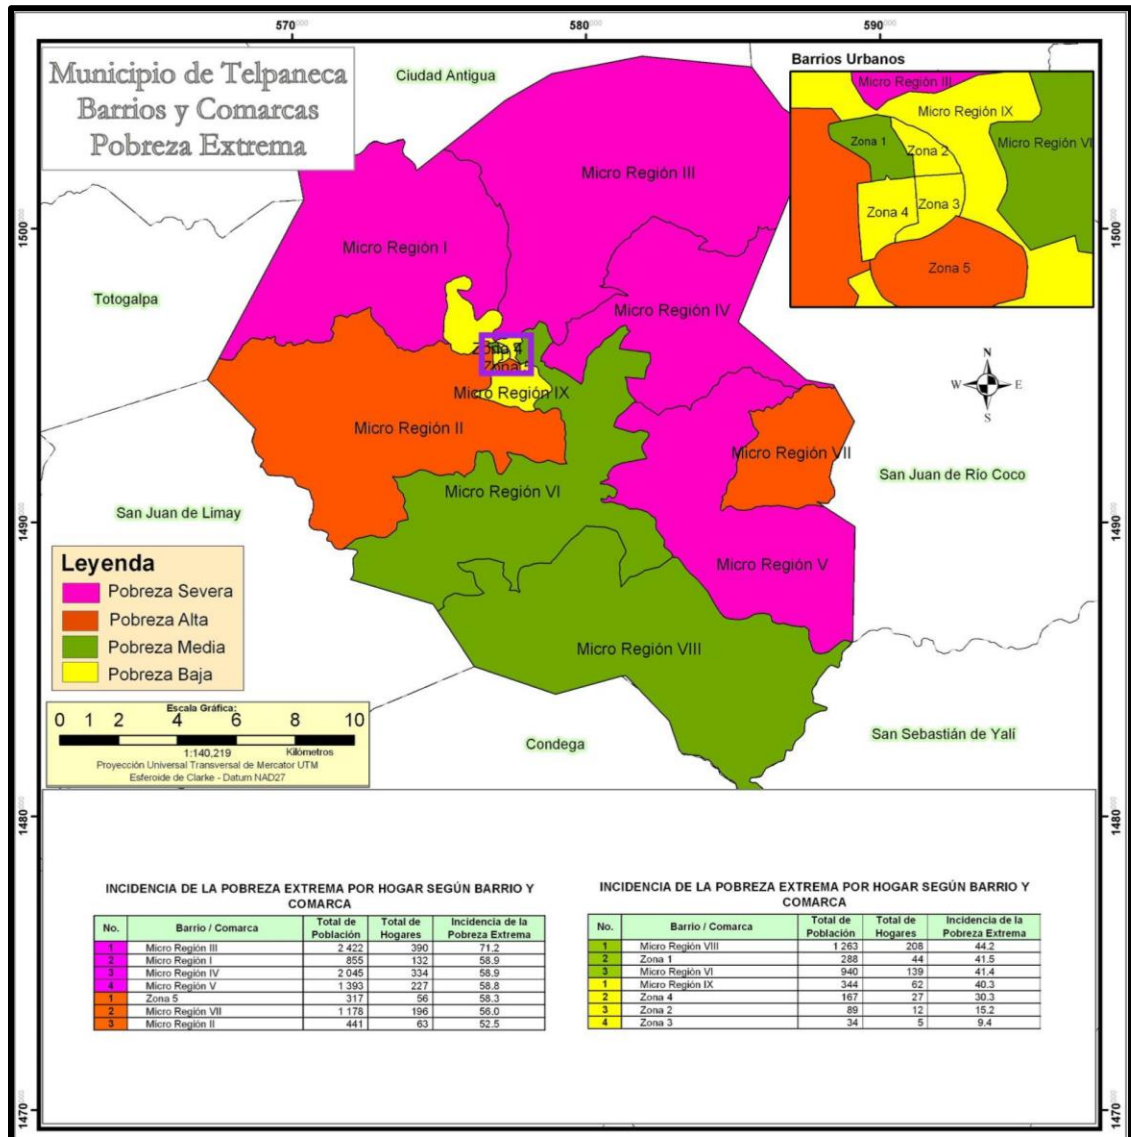 570000
580000
590000
Municipio de Telpaneca
Barrios y Comarcas
Pobreza Extrema
Ciudad Antigua
Barrios Urbanos
Micro Región III
Micro Región IX
Zona 1
Zona 2
Micro Región VI
Zona 4
Zona 3
Zona 5
Micro Región III
Micro Región I
Micro Región IV
Totogalpa
1500000
1500000
Micro Región IX
Micro Región II
Micro Región VII
N
W
E
S
San Juan de Río Coco
Micro Región VI
San Juan de Limay
1490000
1490000
Micro Región V
Micro Región VIII
Leyenda
Pobreza Severa
Pobreza Alta
Pobreza Media
Pobreza Baja
Escala Gráfica:
0 1 2 4 6 8 10
1:140,219 Kilómetros
Proyección Universal Transversal de Mercator UTM
Esferoide de Clarke - Datum NAD27
Condega
San Sebastián de Yalí
1480000
1480000
INCIDENCIA DE LA POBREZA EXTREMA POR HOGAR SEGÚN BARRIO Y
COMARCA
No. Barrio / Comarca Total de Población Total de Hogares Incidencia de la Pobreza Extrema
1 Micro Región III 2 422 390 71.2
2 Micro Región I 855 132 58.9
3 Micro Región IV 2 045 334 58.9
4 Micro Región V 1 393 227 58.8
1 Zona 5 317 56 58.3
2 Micro Región VII 1 178 196 56.0
3 Micro Región II 441 63 52.5
INCIDENCIA DE LA POBREZA EXTREMA POR HOGAR SEGÚN BARRIO Y
COMARCA
No. Barrio / Comarca Total de Población Total de Hogares Incidencia de la Pobreza Extrema
1 Micro Región VIII 1 263 208 44.2
2 Zona 1 288 44 41.5
3 Micro Región VI 940 139 41.4
1 Micro Región IX 344 62 40.3
2 Zona 4 167 27 30.3
3 Zona 2 89 12 15.2
4 Zona 3 34 5 9.4
1470000
1470000